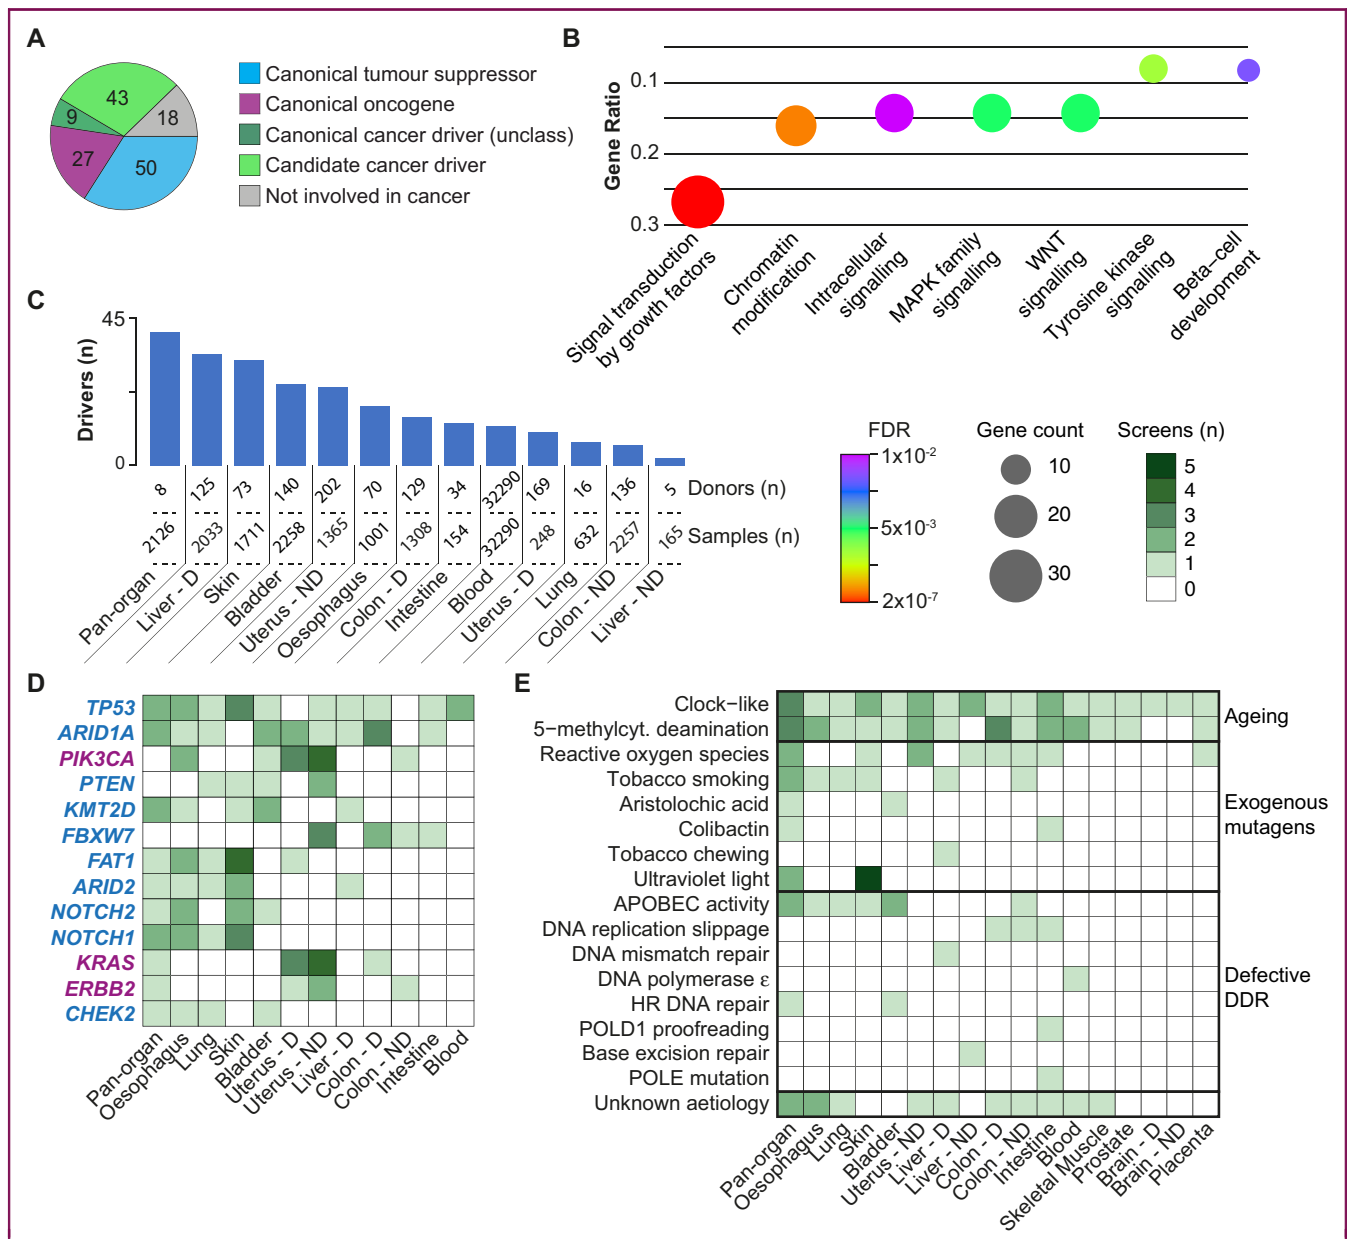 A
43
9
18
27
50
Canonical tumour suppressor
Canonical oncogene
Canonical cancer driver (unclass)
Candidate cancer driver
Not involved in cancer
B
Gene Ratio
0.1
0.2
0.3
Signal transduction
by growth factors
Chromatin
modification
Intracellular
signalling
MAPK family
signalling
WNT
signalling
Tyrosine kinase
signalling
Beta−cell
development
C
Drivers (n)
45
0
8 125 73 140 202 70 129 34 32290 169 16 136 5 Donors (n)
2126 2033 1711 2258 1365 1001 1308 154 32290 248 632 2257 165 Samples (n)
Pan-organ
Liver - D
Skin
Bladder
Uterus - ND
Oesophagus
Colon - D
Intestine
Blood
Uterus - D
Lung
Colon - ND
Liver - ND
FDR
1x10⁻²
5x10⁻³
2x10⁻⁷
Gene count
10
20
30
Screens (n)
5
4
3
2
1
0
D
TP53
ARID1A
PIK3CA
PTEN
KMT2D
FBXW7
FAT1
ARID2
NOTCH2
NOTCH1
KRAS
ERBB2
CHEK2
Pan-organ
Oesophagus
Lung
Skin
Bladder
Uterus - D
Uterus - ND
Liver - D
Colon - D
Colon - ND
Intestine
Blood
E
Clock−like
5−methylcyt. deamination
Reactive oxygen species
Tobacco smoking
Aristolochic acid
Colibactin
Tobacco chewing
Ultraviolet light
APOBEC activity
DNA replication slippage
DNA mismatch repair
DNA polymerase ε
HR DNA repair
POLD1 proofreading
Base excision repair
POLE mutation
Unknown aetiology
Ageing
Exogenous
mutagens
Defective
DDR
Pan-organ
Oesophagus
Lung
Skin
Bladder
Uterus - ND
Liver - D
Liver - ND
Colon - D
Colon - ND
Intestine
Blood
Skeletal Muscle
Prostate
Brain - D
Brain - ND
Placenta